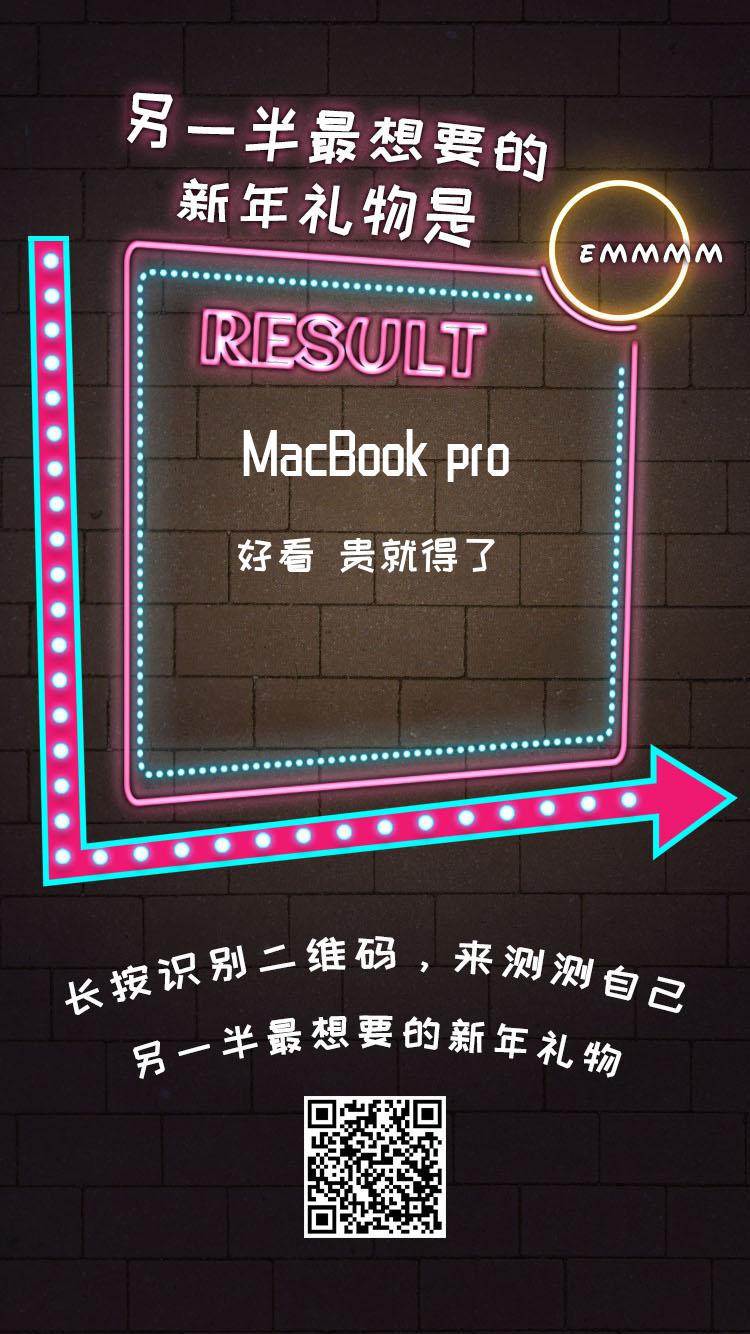 另一半最想要的
新年礼物是
EMMMM
RESULT
MacBook pro
好看 贵就得了
长按识别二维码，来测测自己
另一半最想要的新年礼物